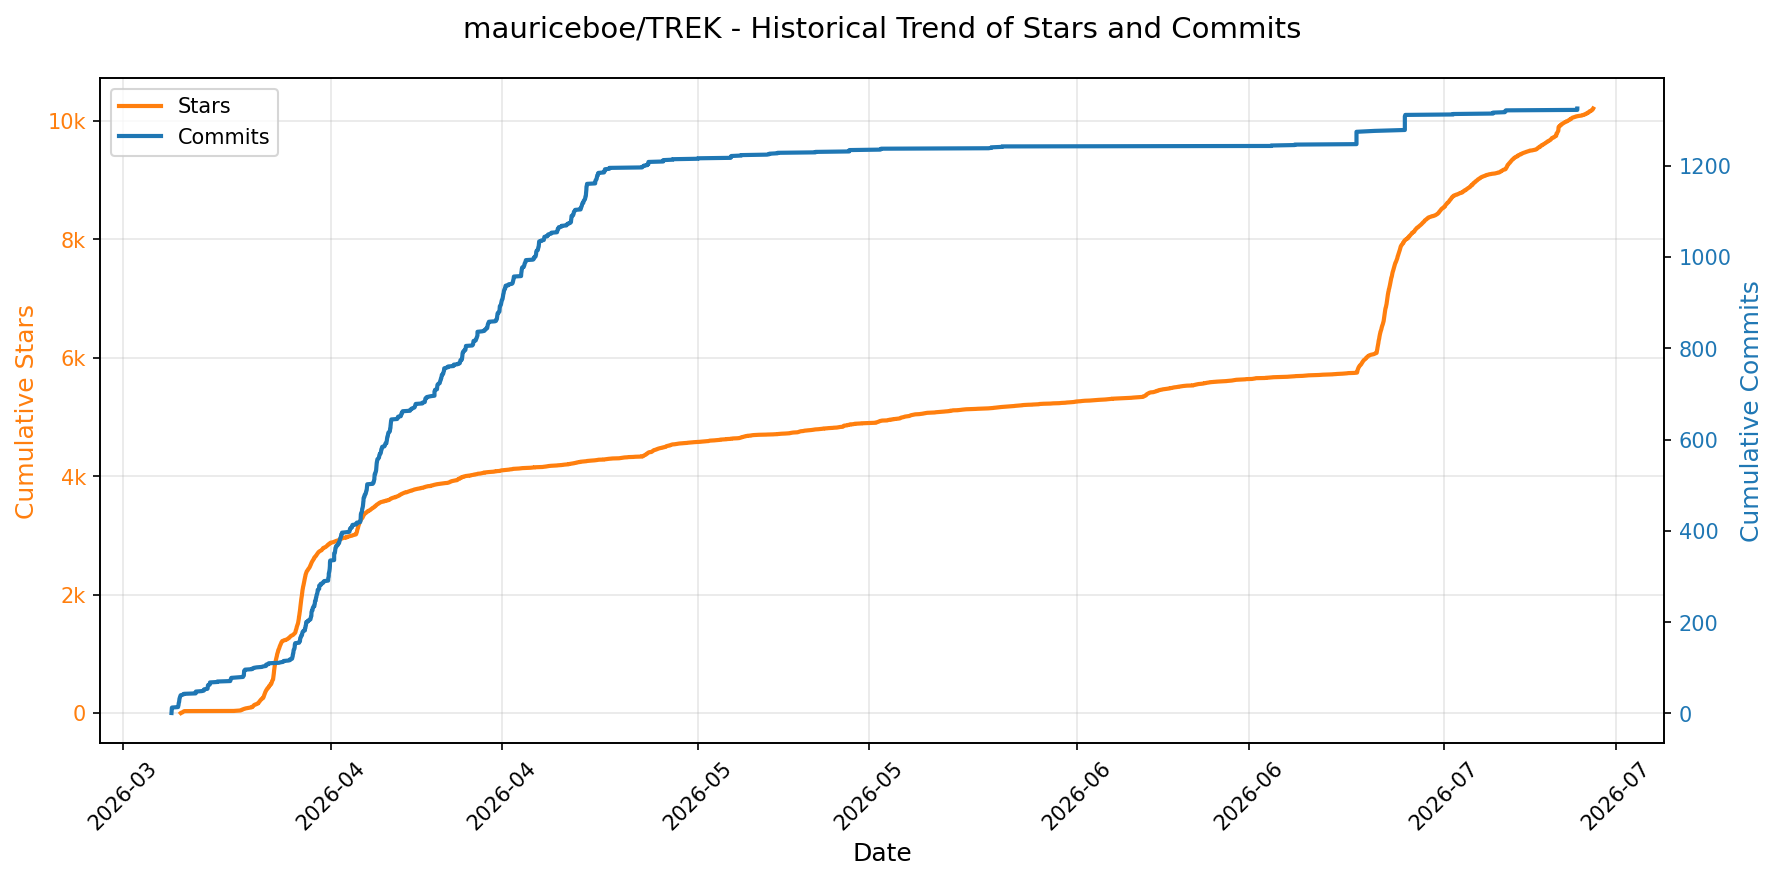 mauriceboe/TREK - Historical Trend of Stars and Commits
Stars
Commits
10k
8k
6k
4k
2k
0
Cumulative Stars
1200
1000
800
600
400
200
0
Cumulative Commits
2026-03
2026-04
2026-04
2026-05
2026-05
2026-06
2026-06
2026-07
2026-07
Date